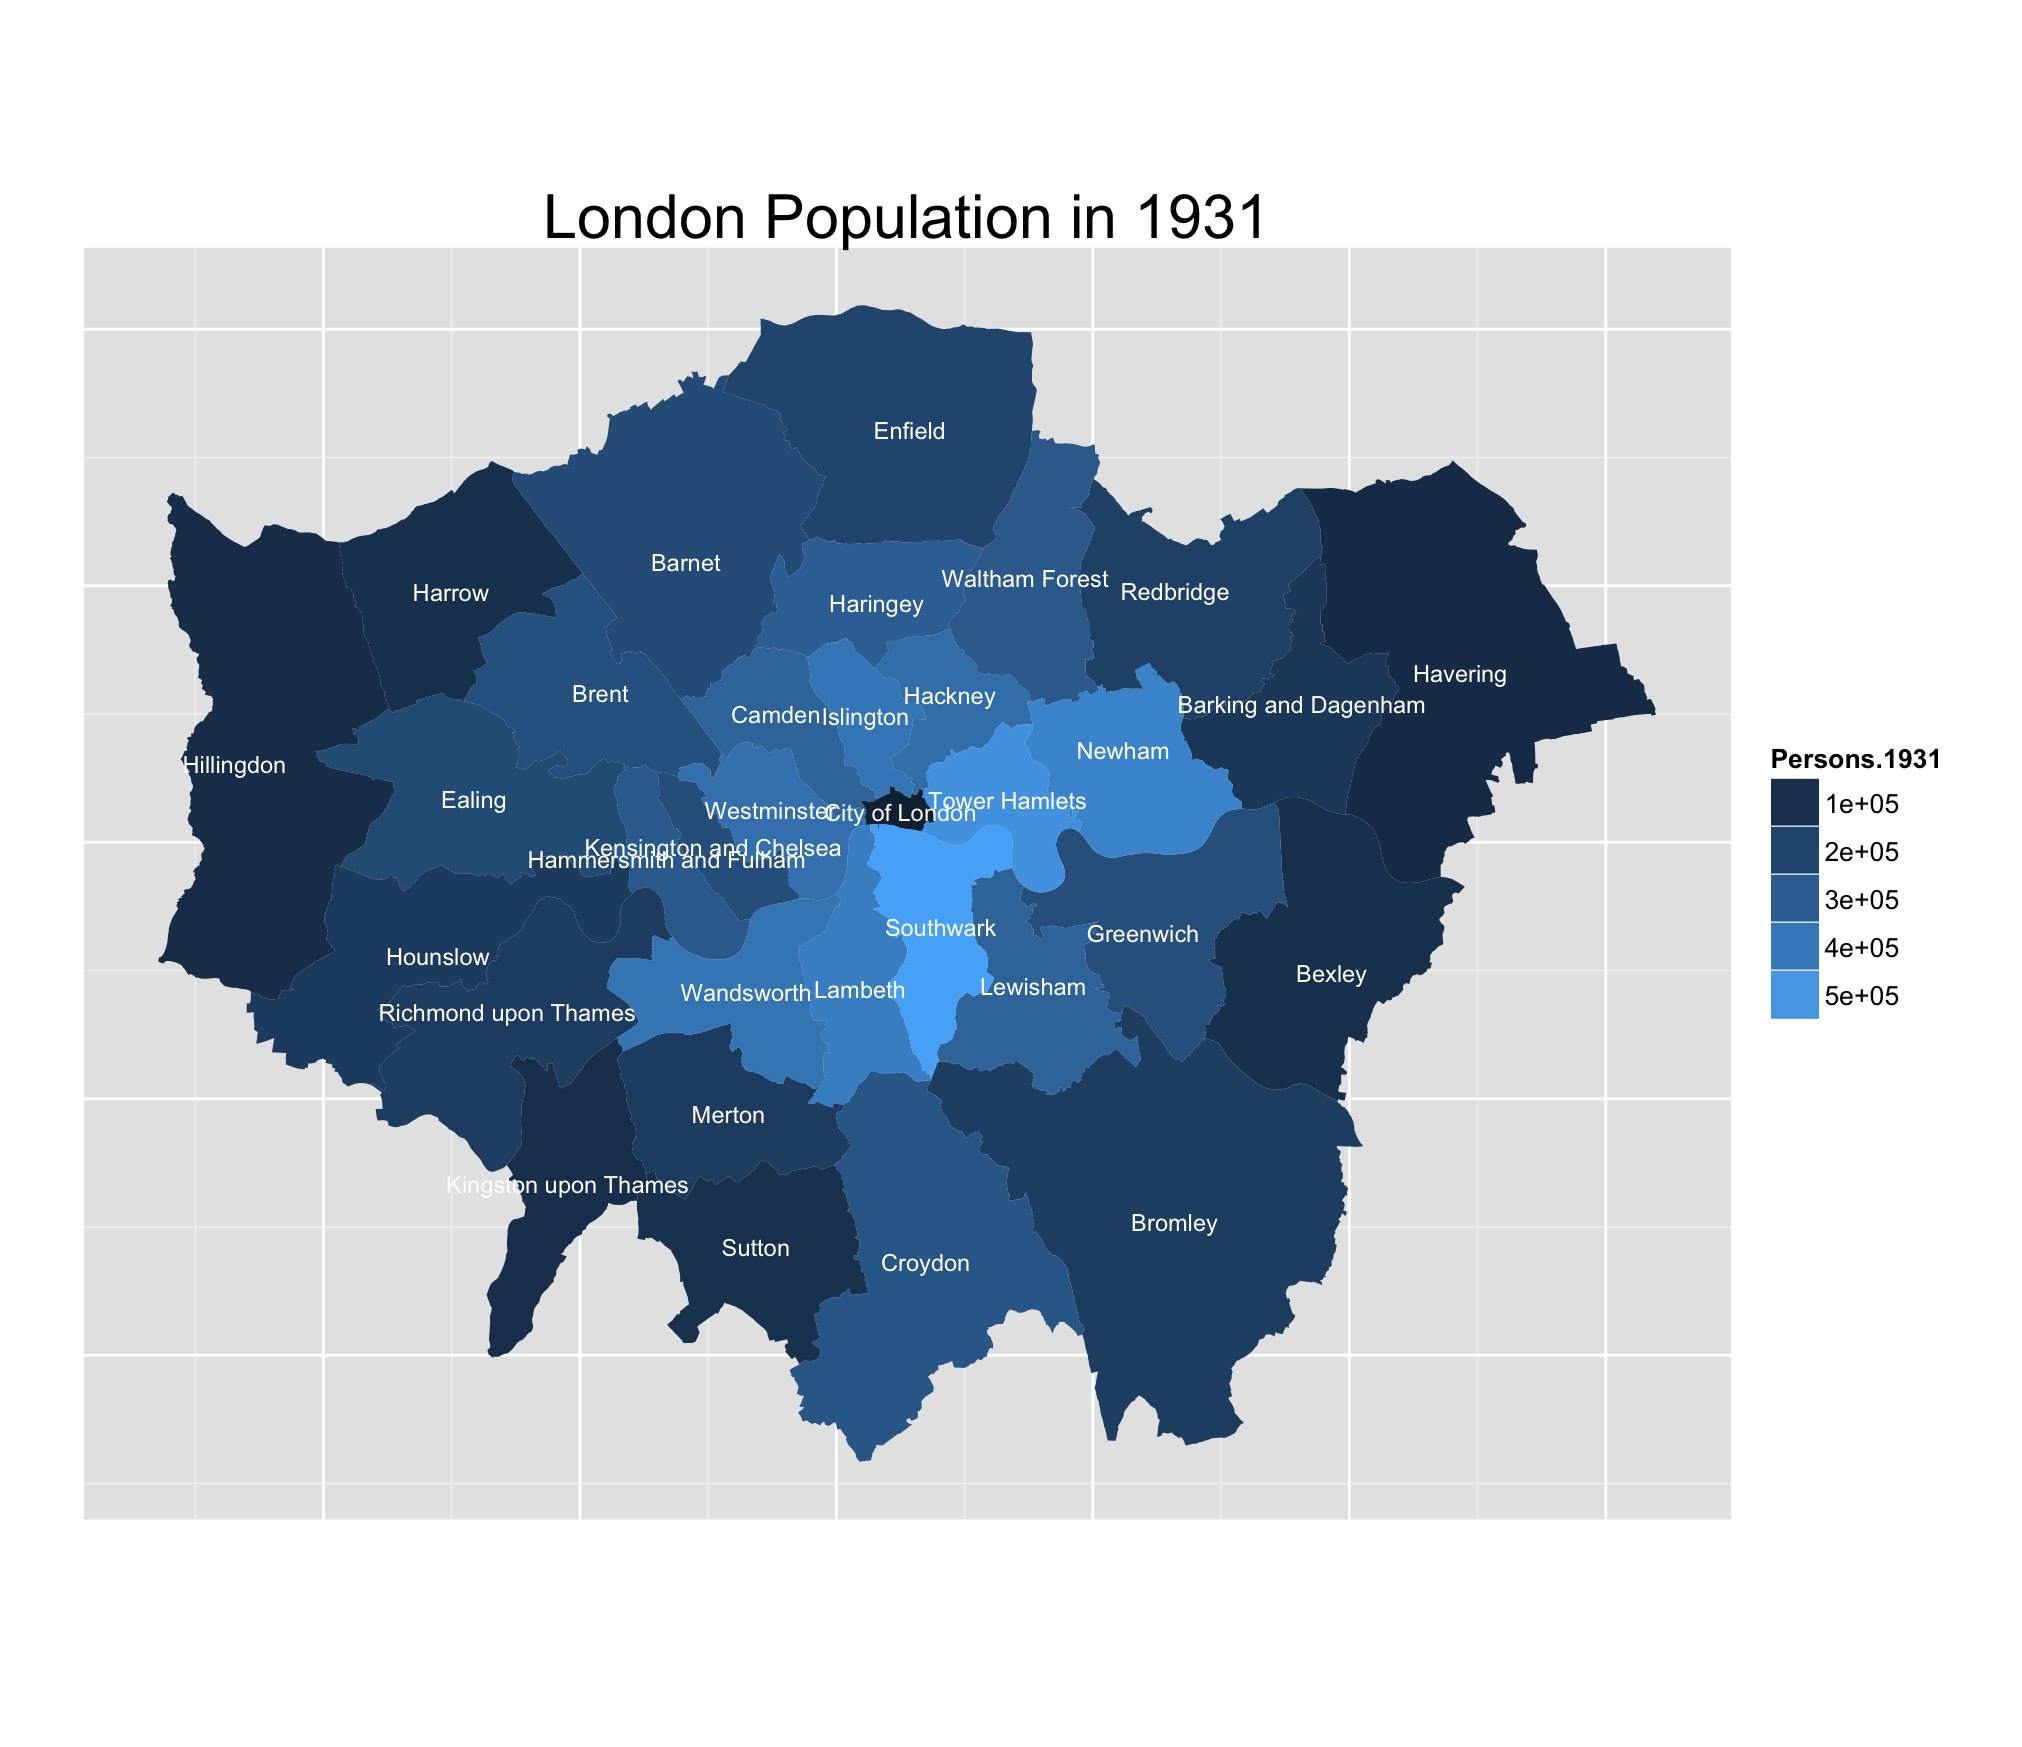 London Population in 1931
Enfield
Barnet
Waltham Forest
Harrow
Redbridge
Haringey
Havering
Brent
Hackney
Barking and Dagenham
Camden
Islington
Newham
Hillingdon
Ealing
Tower Hamlets
Westminster
City of London
Kensington and Chelsea
Hammersmith and Fulham
Southwark
Greenwich
Hounslow
Bexley
Lewisham
Wandsworth
Lambeth
Richmond upon Thames
Merton
Kingston upon Thames
Bromley
Sutton
Croydon
Persons.1931
1e+05
2e+05
3e+05
4e+05
5e+05